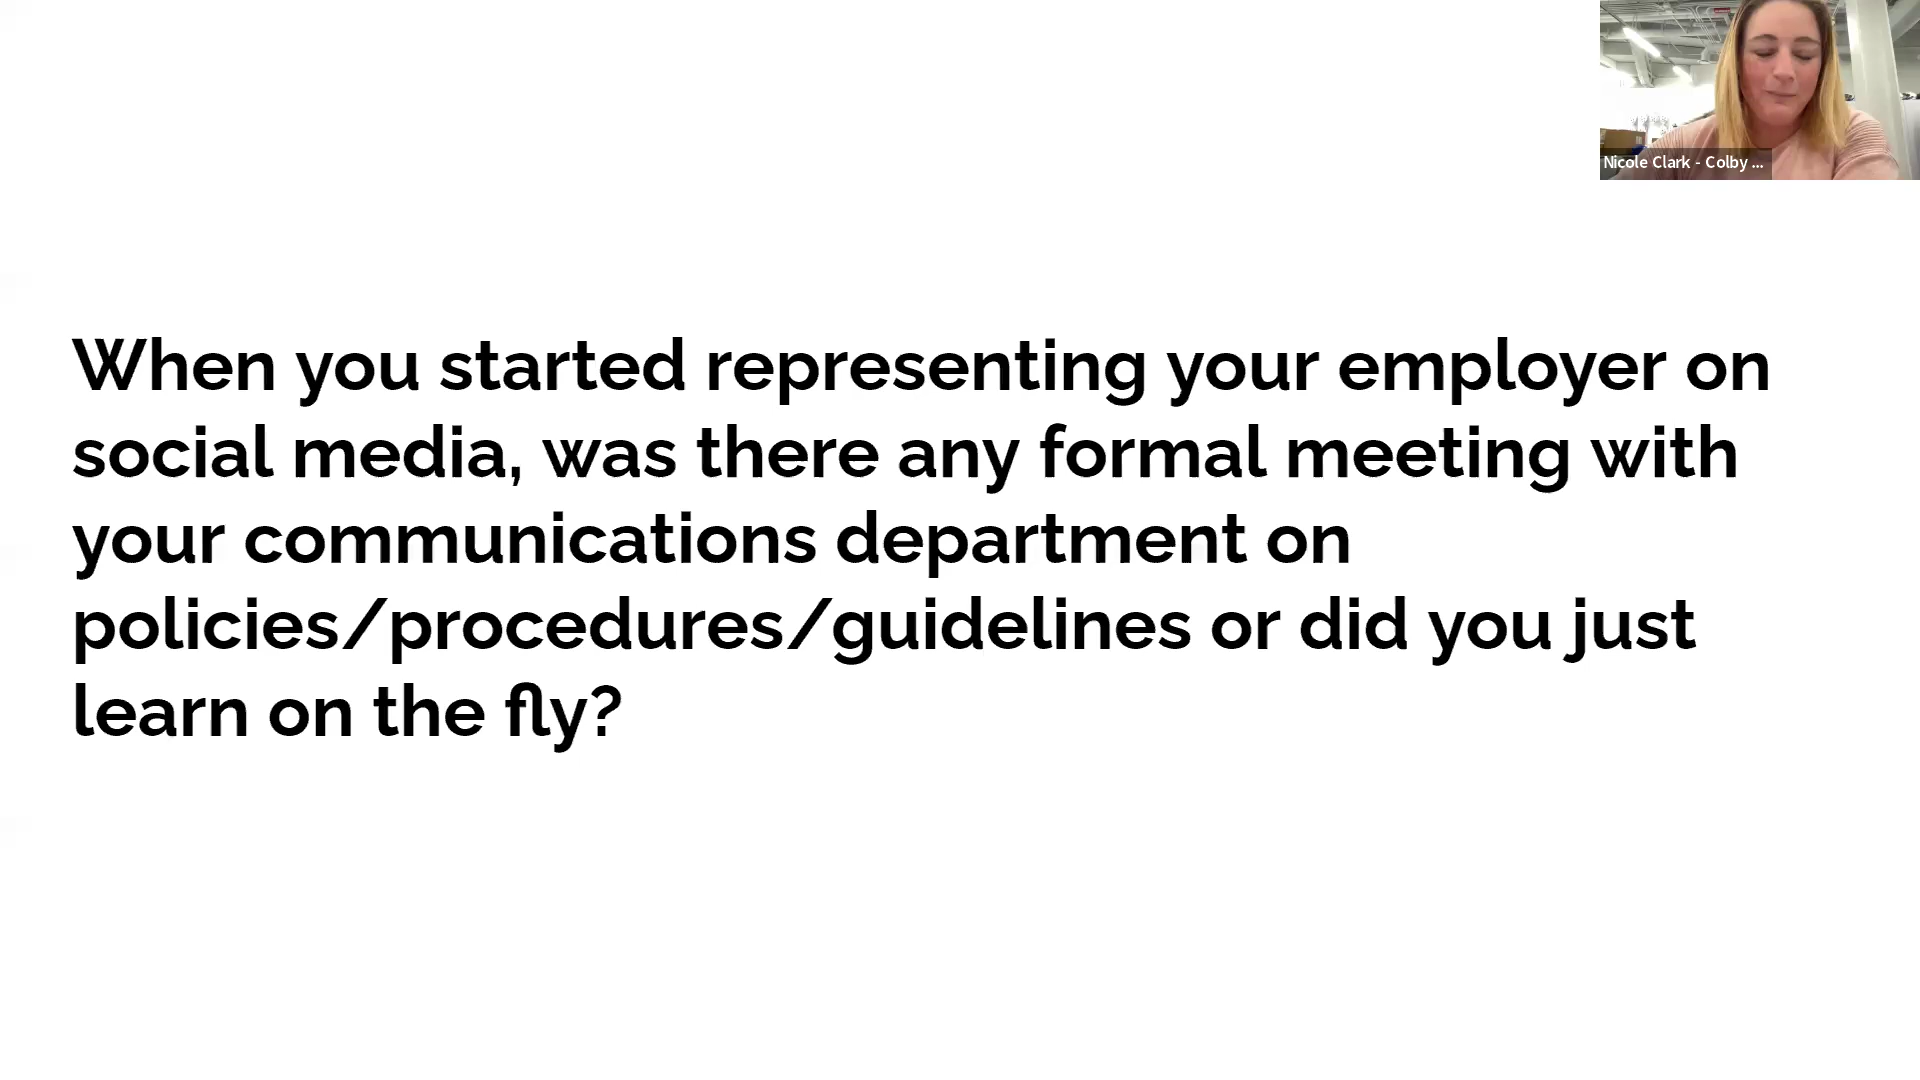 Nicole Clark - Colby ...
When you started representing your employer on
social media, was there any formal meeting with
your communications department on
policies/procedures/guidelines or did you just
learn on the fly?